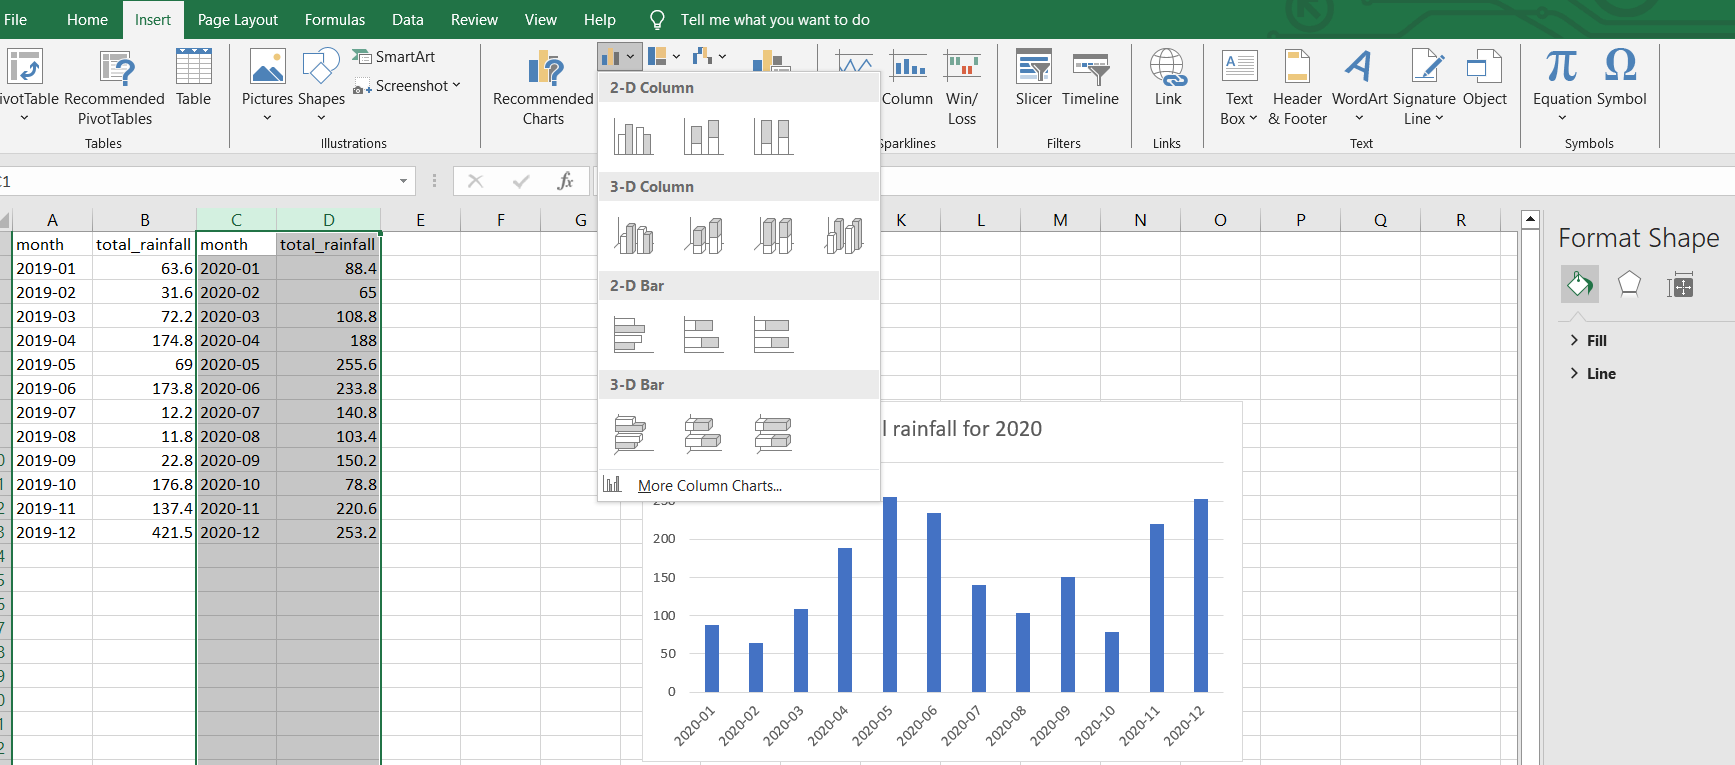 File Home Insert Page Layout Formulas Data Review View Help Tell me what you want to do
SmartArt
Screenshot
Recommended PivotTables
Table
Pictures Shapes
Recommended Charts
Column Win/ Loss
Slicer Timeline
Link
Text Box
Header & Footer
WordArt
Signature Line
Object
Equation Symbol
Tables Illustrations Filters Links Text Symbols
2-D Column
3-D Column
2-D Bar
3-D Bar
More Column Charts...
fx
A B C D E F G K L M N O P Q R
month total_rainfall month total_rainfall
2019-01 63.6 2020-01 88.4
2019-02 31.6 2020-02 65
2019-03 72.2 2020-03 108.8
2019-04 174.8 2020-04 188
2019-05 69 2020-05 255.6
2019-06 173.8 2020-06 233.8
2019-07 12.2 2020-07 140.8
2019-08 11.8 2020-08 103.4
2019-09 22.8 2020-09 150.2
2019-10 176.8 2020-10 78.8
2019-11 137.4 2020-11 220.6
2019-12 421.5 2020-12 253.2
rainfall for 2020
200
150
100
50
0
2020-01 2020-02 2020-03 2020-04 2020-05 2020-06 2020-07 2020-08 2020-09 2020-10 2020-11 2020-12
Format Shape
Fill
Line